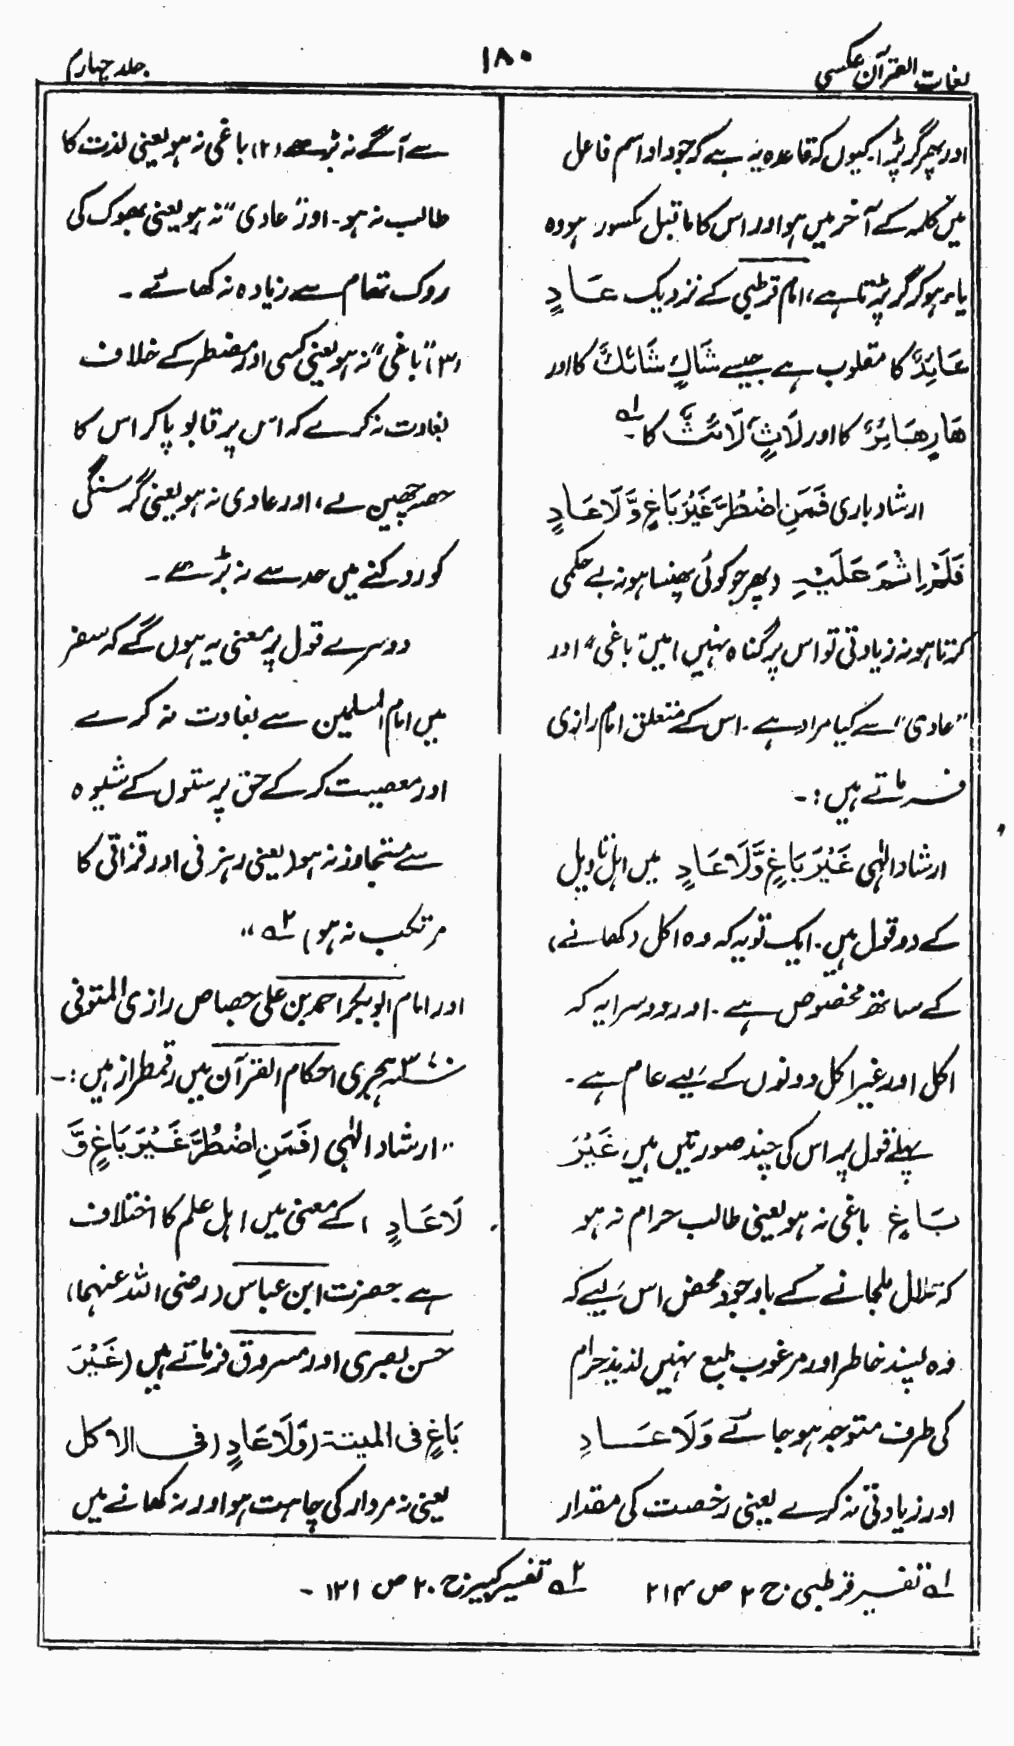 لغات القرآن عکسی
۱۸۰
جلد چہارم
اور پھر گر پڑا۔ کیوں کہ قاعدہ یہ ہے کہ جو واو اسم فاعل
میں کلمہ کے آخر میں ہو اور اس کا ماقبل مکسور ہو وہ
یاء ہو کر گر پڑتا ہے، امام قرطبی کے نزدیک عَادٍ
عَائِدٌ کا مقلوب ہے جیسے شَاكٍ شَائِكٌ کا اور
هَارٍ هَائِرٌ کا اور لَاثٍ لَائِثٌ کا۔ لہ۱
ارشاد باری فَمَنِ اضْطُرَّ غَيْرَ بَاغٍ وَّلَا عَادٍ
فَلَا إِثْمَ عَلَيْهِ (پھر جو کوئی پھنسا ہو نہ بے حکمی
کرتا ہو نہ زیادتی تو اس پر گناہ نہیں) میں "باغی" اور
"عادی" سے کیا مراد ہے۔ اس کے متعلق امام رازی
فرماتے ہیں:۔
ارشاد الٰہی غَيْرَ بَاغٍ وَّلَا عَادٍ میں اہل تاویل
کے دو قول ہیں۔ ایک تو یہ کہ وہ اکل (کھانے)
کے ساتھ مخصوص ہے۔ اور دوسرا یہ کہ
اکل اور غیر اکل دونوں کے لیے عام ہے۔
پہلے قول پر اس کی چند صورتیں ہیں غَيْرَ
بَاغٍ باغی نہ ہو یعنی طالب حرام نہ ہو
کہ حلال مل جانے کے باوجود محض اس لیے کہ
وہ پسند خاطر اور مرغوب طبع نہیں لذیذ حرام
کی طرف متوجہ ہو جائے وَلَا عَادٍ
اور زیادتی نہ کرے یعنی رخصت کی مقدار
سے آگے نہ بڑھے (۲) باغی نہ ہو یعنی لذت کا
طالب نہ ہو۔ اور "عادی" نہ ہو یعنی بھوک کی
روک تھام سے زیادہ نہ کھائے۔
(۳) "باغی" نہ ہو یعنی کسی اور مضطر کے خلاف
بغاوت نہ کرے کہ اس پر قابو پا کر اس کا
حصہ چھین لے، اور عادی نہ ہو یعنی گرسنگی
کو روکنے میں حد سے نہ بڑھے۔
دوسرے قول پر معنی یہ ہوں گے کہ سفر
میں امام المسلمین سے بغاوت نہ کرے
اور معصیت کر کے حق پرستوں کے شیوہ
سے متجاوز نہ ہو (یعنی رہزنی اور قزاقی کا
مرتکب نہ ہو) لہ۲ "
اور امام ابوبکر احمد بن علی جصاص رازی المتوفی
۳۷۰ ہجری احکام القرآن میں رقمطراز ہیں:۔
"ارشاد الٰہی (فَمَنِ اضْطُرَّ غَيْرَ بَاغٍ وَّ
لَا عَادٍ) کے معنی میں اہل علم کا اختلاف
ہے حضرت ابن عباس (رضی اللہ عنہما)
حسن بصری اور مسروق فرماتے ہیں (غَيْرَ
بَاغٍ فی المیتۃ (وَّلَا عَادٍ) فی الاکل
یعنی نہ مردار کی چاہت ہو اور نہ کھانے میں
لہ۱ تفسیر قرطبی ج ۲ ص ۲۱۴
لہ۲ تفسیر کبیر ج ۲۰ ص ۱۳۱۔